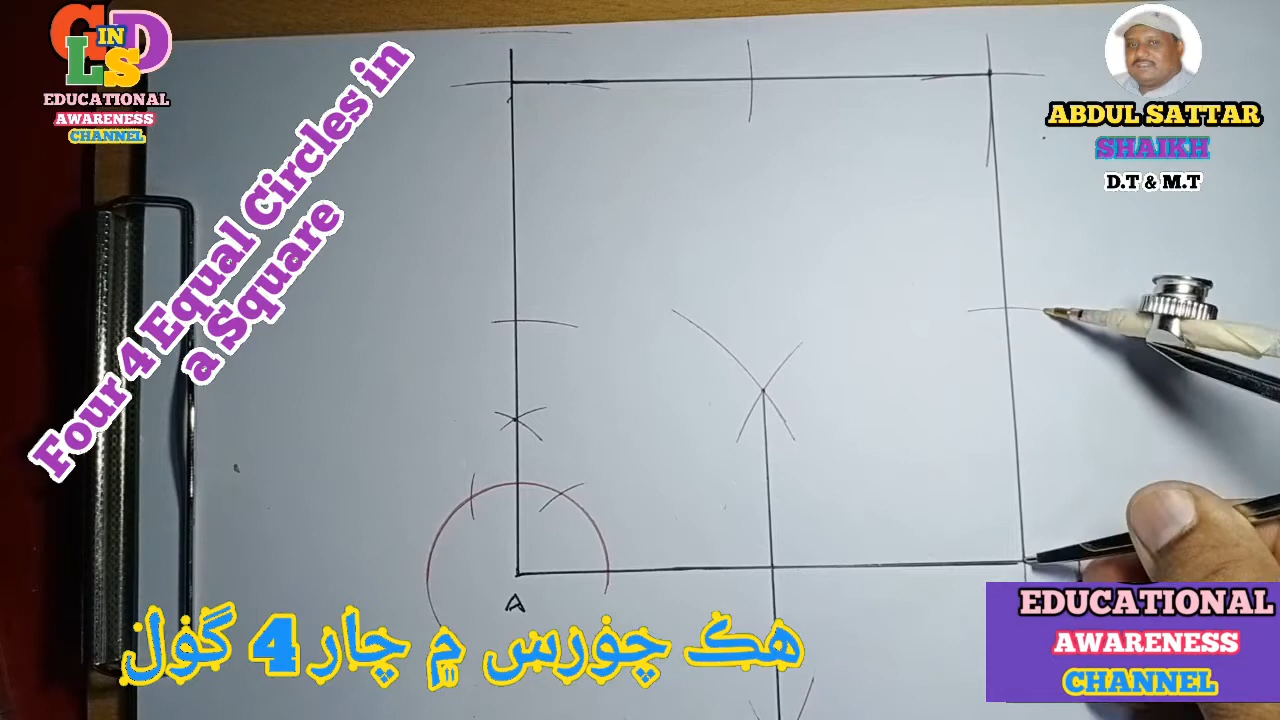 G D
IN
L S
EDUCATIONAL
AWARENESS
CHANNEL
Four 4 Equal Circles in
a Square
ABDUL SATTAR
SHAIKH
D.T & M.T
A
هڪ چورس ۾ چار 4 گول
EDUCATIONAL
AWARENESS
CHANNEL